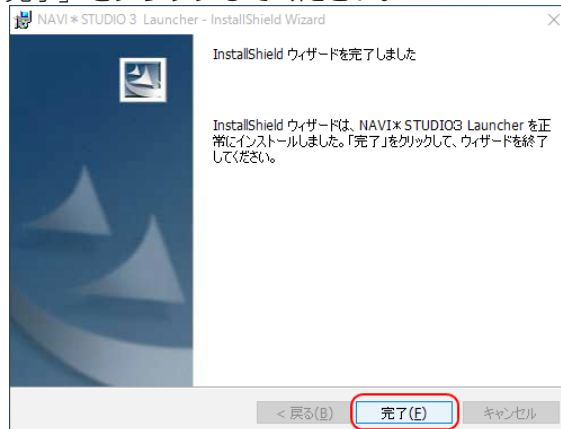 NAVI＊STUDIO 3 Launcher - InstallShield Wizard
InstallShield ウィザードを完了しました
InstallShield ウィザードは、NAVI＊STUDIO3 Launcher を正
常にインストールしました。「完了」をクリックして、ウィザードを終了
してください。
< 戻る(B)
完了(F)
キャンセル